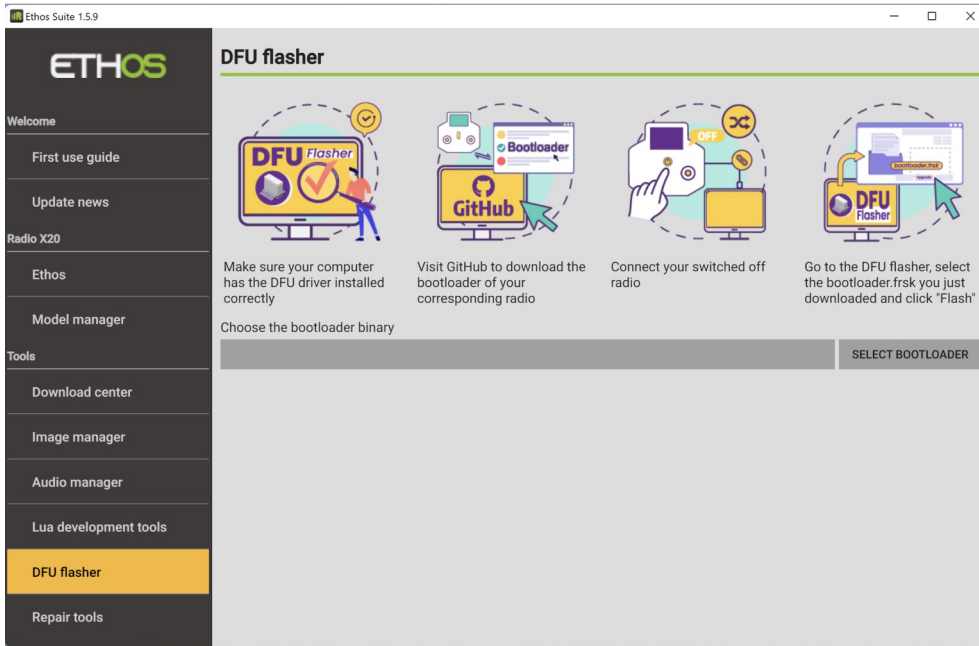 Ethos Suite 1.5.9
ETHOS
Welcome
First use guide
Update news
Radio X20
Ethos
Model manager
Tools
Download center
Image manager
Audio manager
Lua development tools
DFU flasher
Repair tools
DFU flasher
DFU Flasher
Bootloader
GitHub
OFF
bootloader.frsk
DFU
Flasher
Make sure your computer
has the DFU driver installed
correctly
Visit GitHub to download the
bootloader of your
corresponding radio
Connect your switched off
radio
Go to the DFU flasher, select
the bootloader.frsk you just
downloaded and click "Flash"
Choose the bootloader binary
SELECT BOOTLOADER